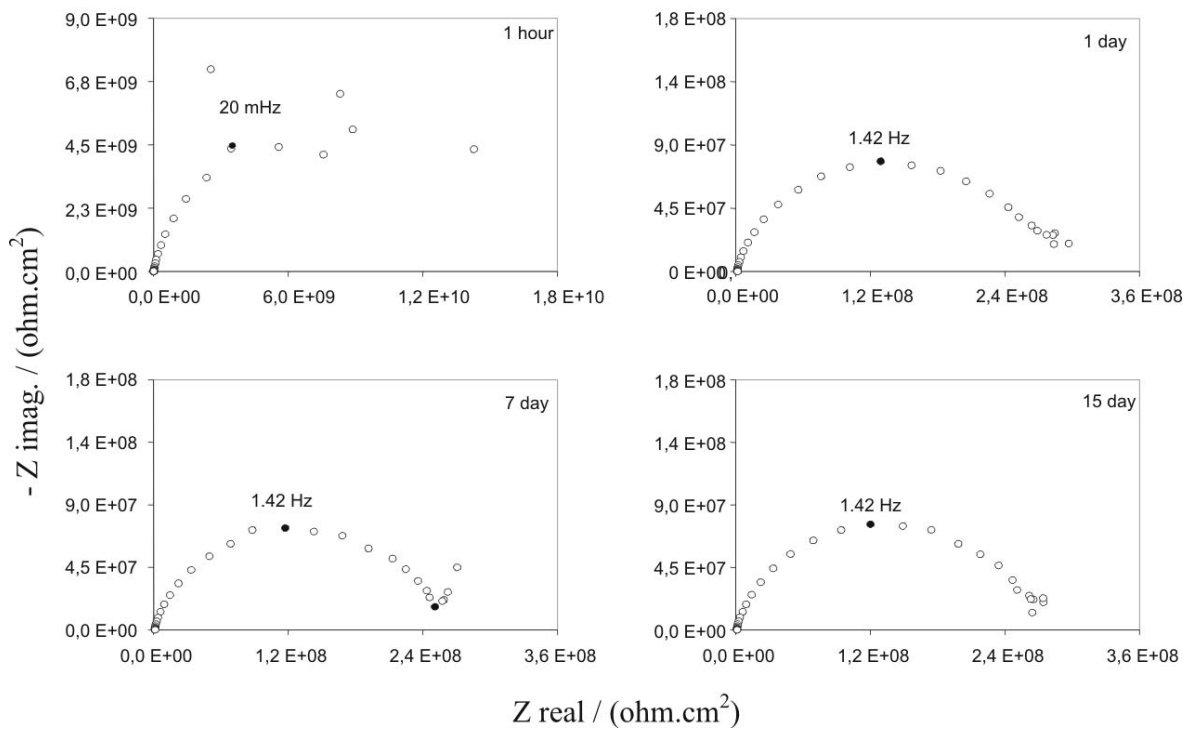 9,0 E+09
1 hour
6,8 E+09
20 mHz
4,5 E+09
2,3 E+09
0,0 E+00
0,0 E+00 6,0 E+09 1,2 E+10 1,8 E+10
1,8 E+08
1 day
1,4 E+08
1.42 Hz
9,0 E+07
4,5 E+07
0,0 E+00
0,0 E+00 1,2 E+08 2,4 E+08 3,6 E+08
- Z imag. / (ohm.cm²)
1,8 E+08
7 day
1,4 E+08
1.42 Hz
9,0 E+07
4,5 E+07
0,0 E+00
0,0 E+00 1,2 E+08 2,4 E+08 3,6 E+08
1,8 E+08
15 day
1,4 E+08
1.42 Hz
9,0 E+07
4,5 E+07
0,0 E+00
0,0 E+00 1,2 E+08 2,4 E+08 3,6 E+08
Z real / (ohm.cm²)